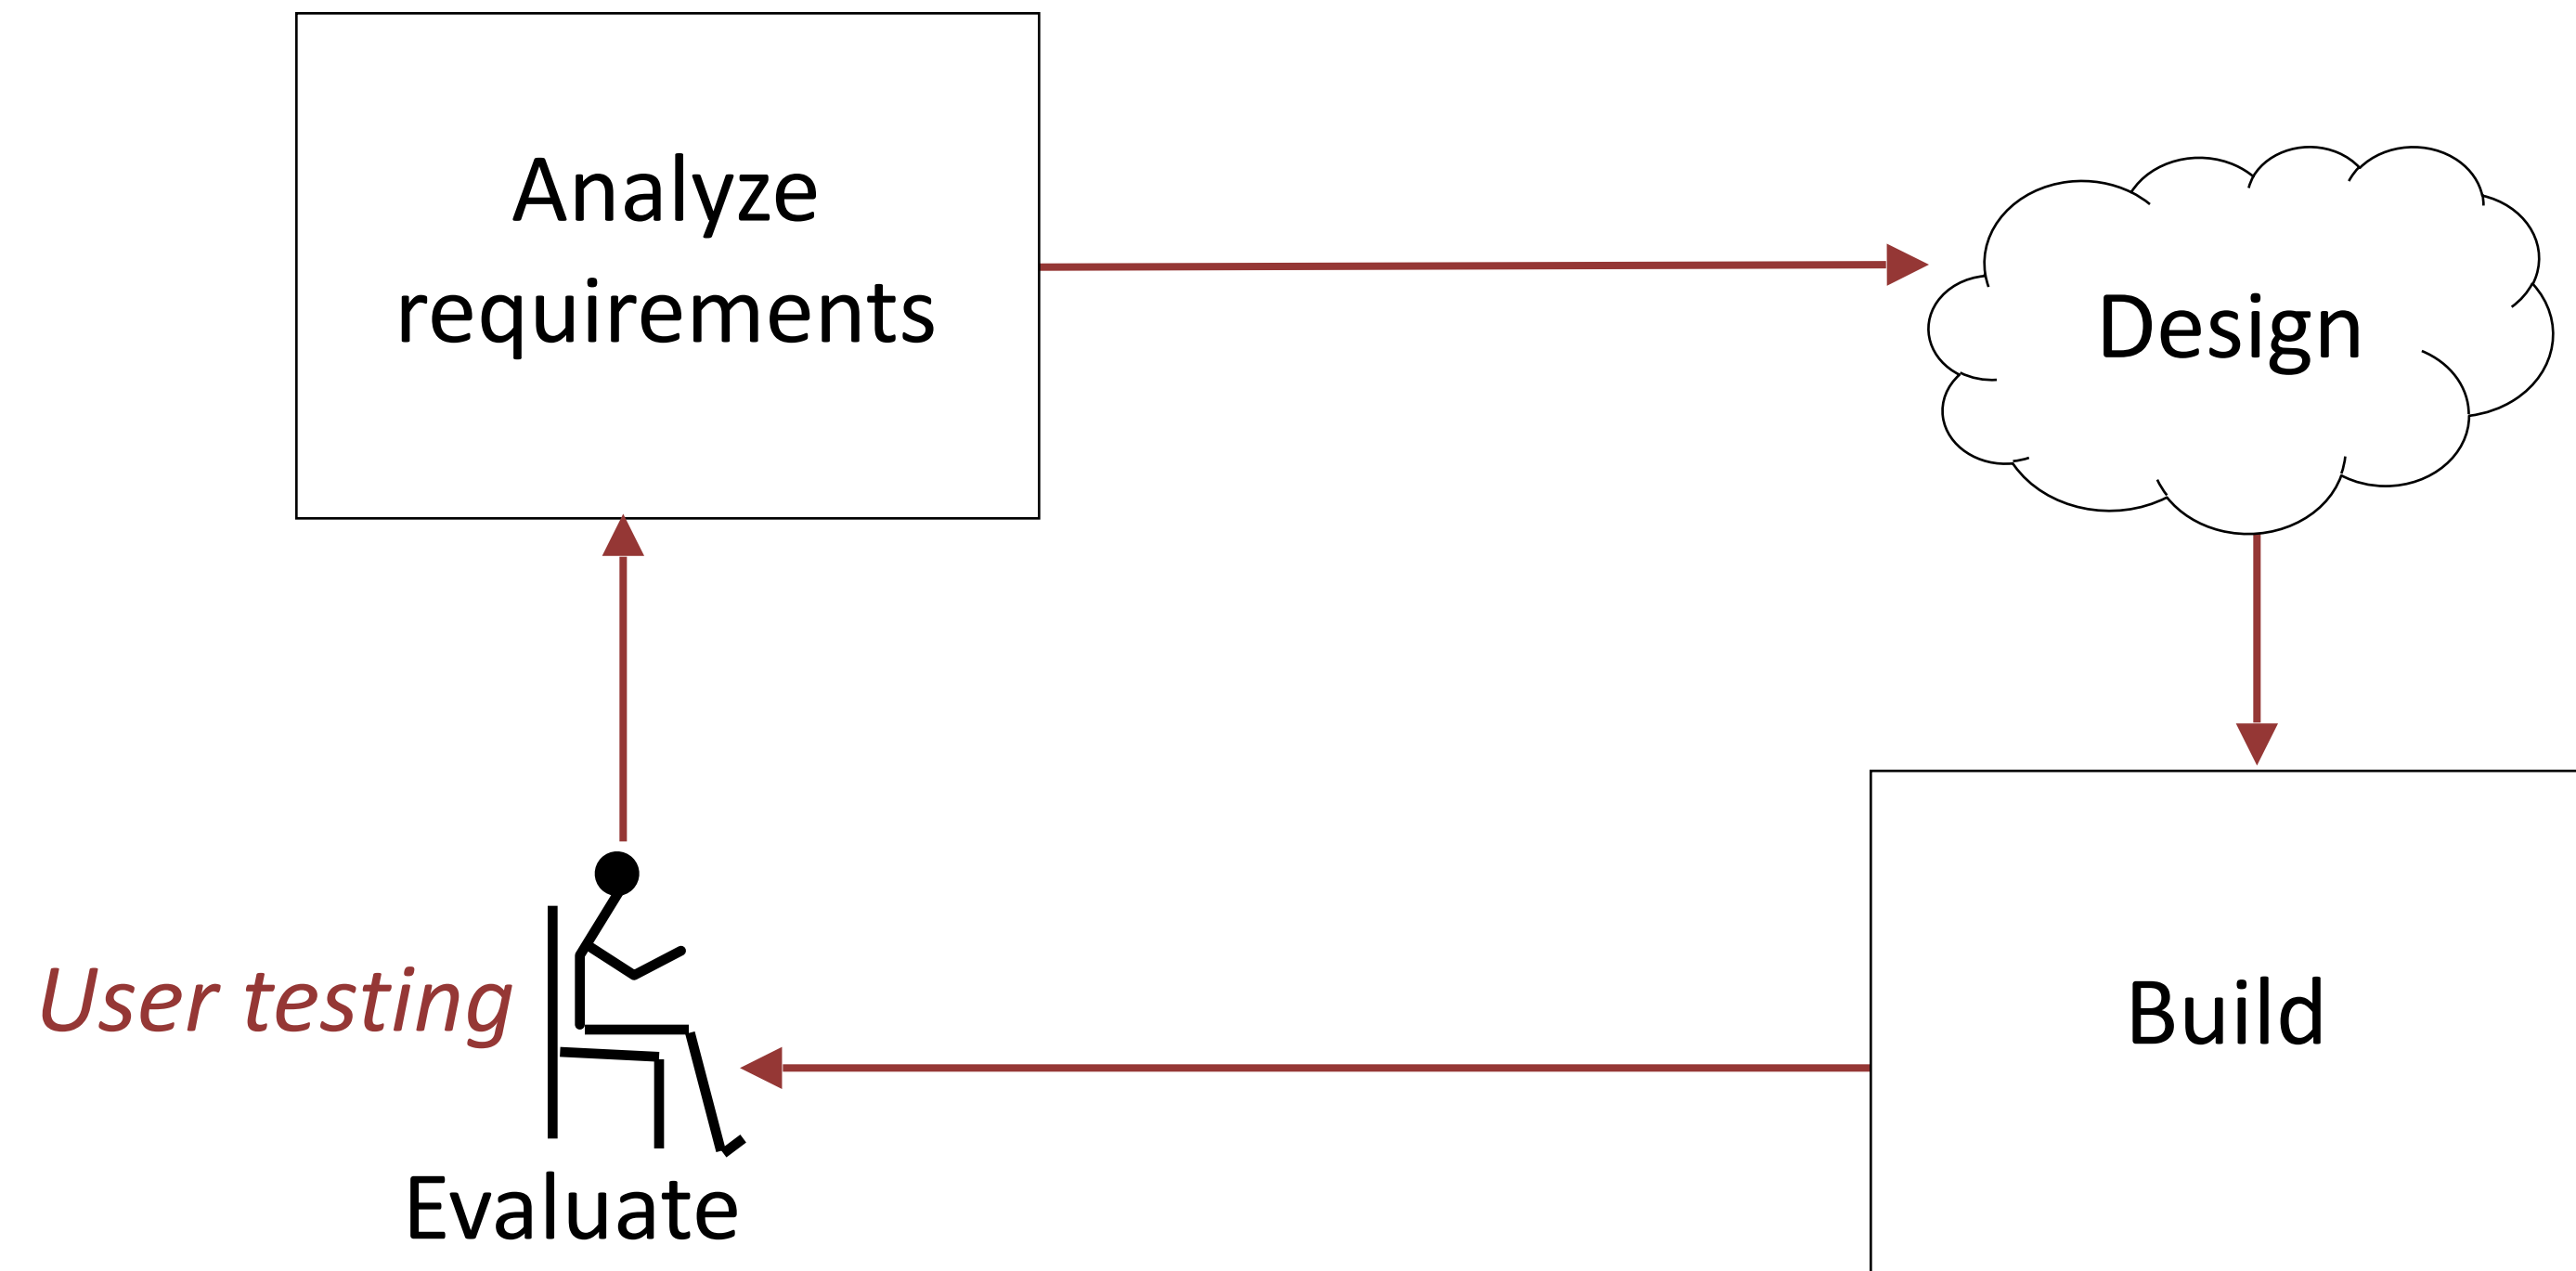 Analyze
requirements
Design
User testing
Build
Evaluate